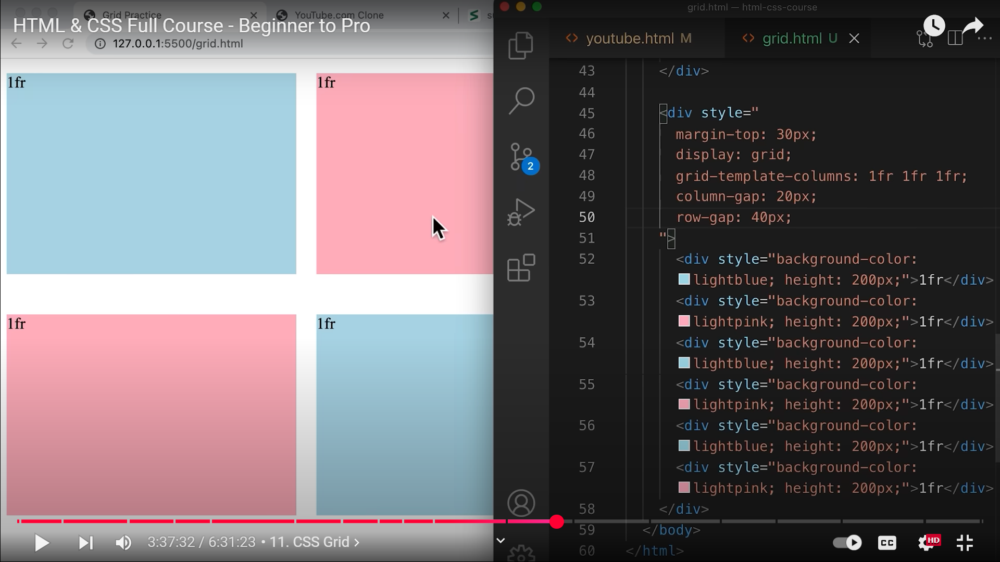 Grid Practice
YouTube.com Clone
HTML & CSS Full Course - Beginner to Pro
127.0.0.1:5500/grid.html
1fr
1fr
1fr
1fr
grid.html — html-css-course
youtube.html M
grid.html U
2
43 </div>
44
45 <div style="
46 margin-top: 30px;
47 display: grid;
48 grid-template-columns: 1fr 1fr 1fr;
49 column-gap: 20px;
50 row-gap: 40px;
51 ">
52 <div style="background-color:
lightblue; height: 200px;">1fr</div>
53 <div style="background-color:
lightpink; height: 200px;">1fr</div>
54 <div style="background-color:
lightblue; height: 200px;">1fr</div>
55 <div style="background-color:
lightpink; height: 200px;">1fr</div>
56 <div style="background-color:
lightblue; height: 200px;">1fr</div>
57 <div style="background-color:
lightpink; height: 200px;">1fr</div>
58 </div>
59 </body>
60 </html>
3:37:32 / 6:31:23 • 11. CSS Grid
CC
HD